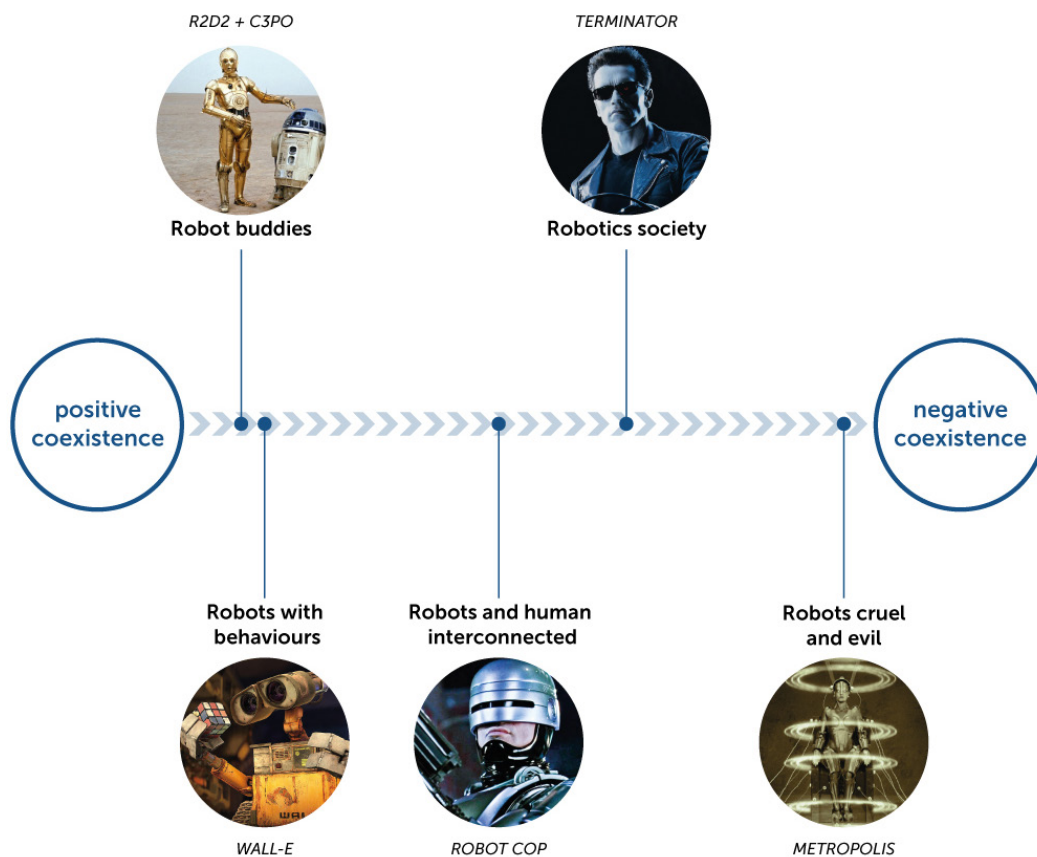 R2D2 + C3PO
TERMINATOR
Robot buddies
Robotics society
positive
coexistence
negative
coexistence
Robots with
behaviours
Robots and human
interconnected
Robots cruel
and evil
WALL-E
ROBOT COP
METROPOLIS